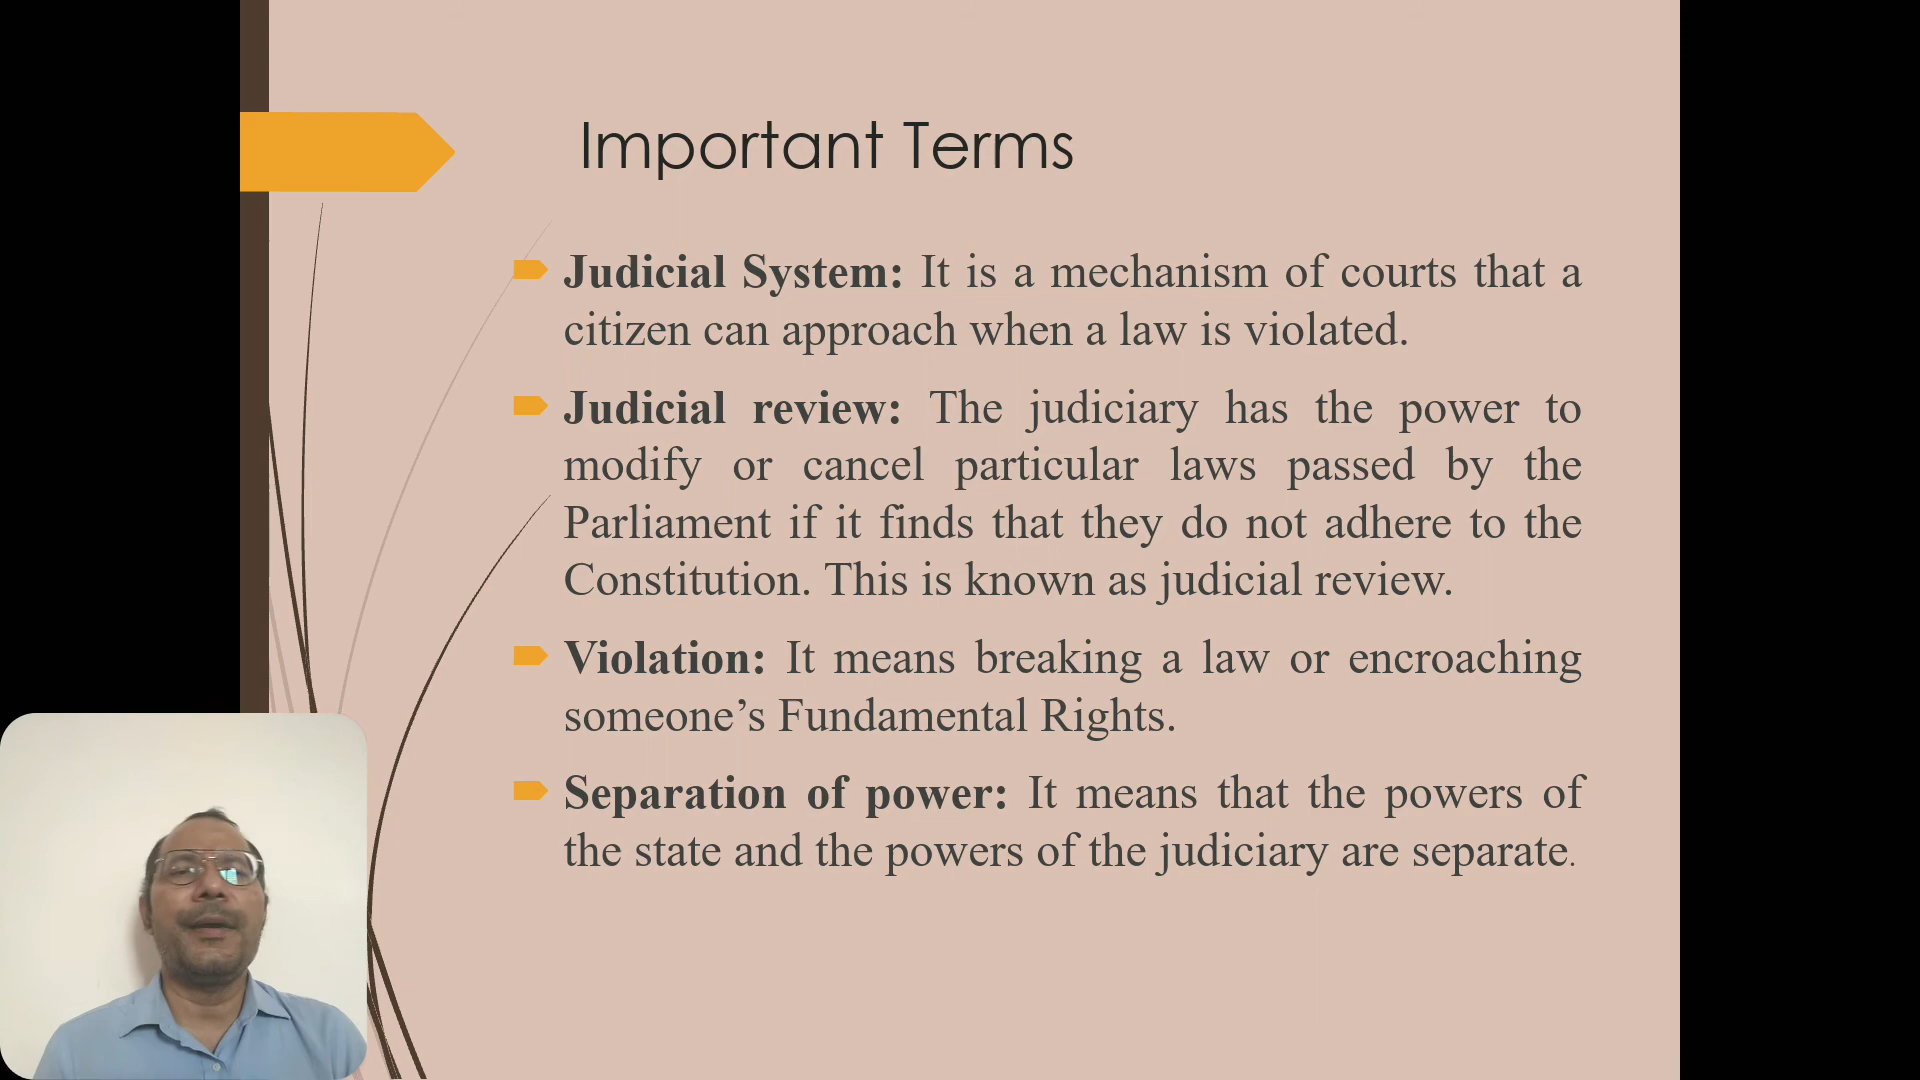 Important Terms
Judicial System: It is a mechanism of courts that a
citizen can approach when a law is violated.
Judicial review: The judiciary has the power to
modify or cancel particular laws passed by the
Parliament if it finds that they do not adhere to the
Constitution. This is known as judicial review.
Violation: It means breaking a law or encroaching
someone’s Fundamental Rights.
Separation of power: It means that the powers of
the state and the powers of the judiciary are separate.